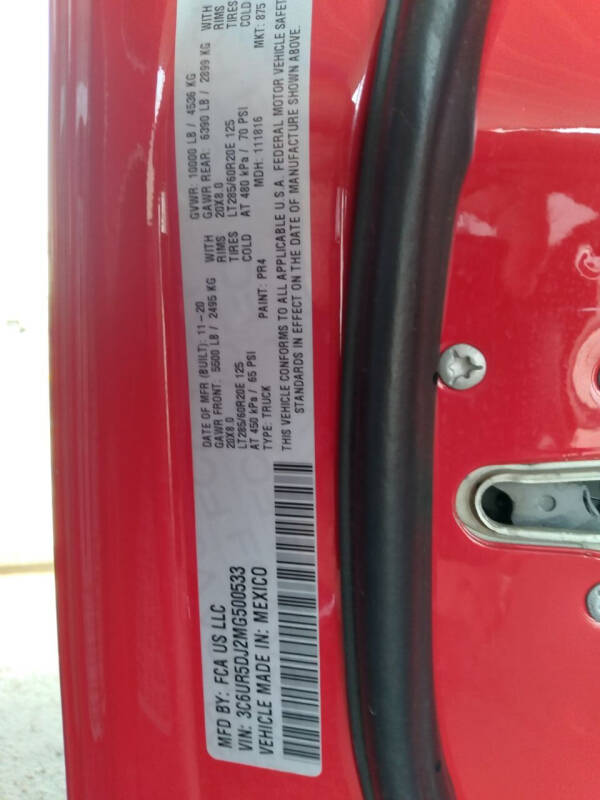 MFD BY: FCA US LLC
VIN: 3C6UR5DJ2MG500533
VEHICLE MADE IN: MEXICO
DATE OF MFR (BUILT): 11-20 GVWR: 10000 LB / 4536 KG
GAWR FRONT: 5500 LB / 2495 KG WITH GAWR REAR: 6390 LB / 2899 KG WITH
20X8.0 RIMS 20X8.0 RIMS
LT285/60R20E 125 TIRES LT285/60R20E 125 TIRES
AT 450 kPa / 65 PSI COLD AT 480 kPa / 70 PSI COLD
TYPE: TRUCK PAINT: PR4 MDH: 111816 MKT: 875
THIS VEHICLE CONFORMS TO ALL APPLICABLE U.S.A. FEDERAL MOTOR VEHICLE SAFET
STANDARDS IN EFFECT ON THE DATE OF MANUFACTURE SHOWN ABOVE.